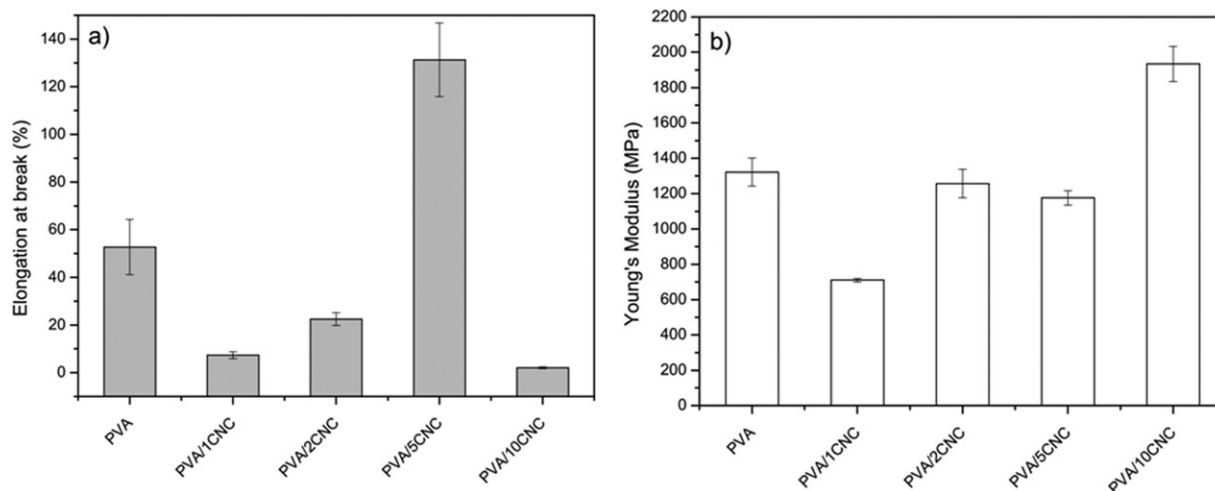 a)
Elongation at break (%)
140
120
100
80
60
40
20
0
PVA
PVA/1CNC
PVA/2CNC
PVA/5CNC
PVA/10CNC
b)
Young's Modulus (MPa)
2200
2000
1800
1600
1400
1200
1000
800
600
400
200
0
PVA
PVA/1CNC
PVA/2CNC
PVA/5CNC
PVA/10CNC